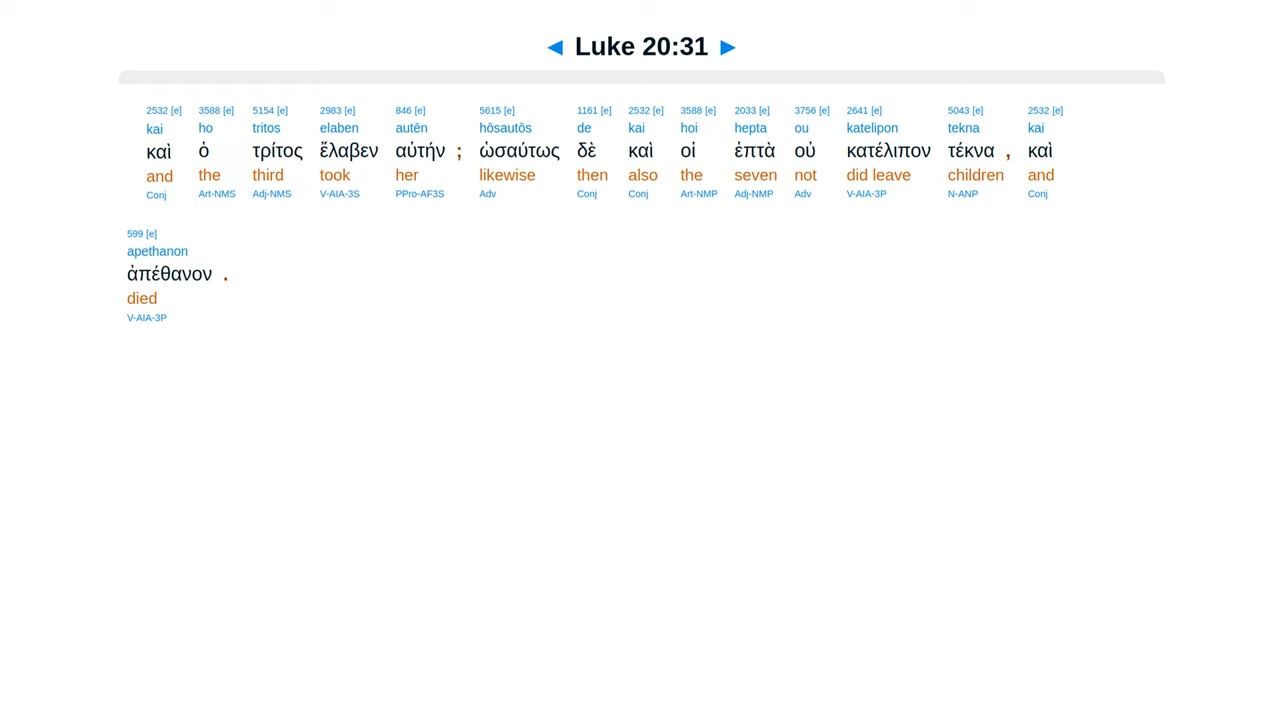 ◄ Luke 20:31 ►
2532 [e] 3588 [e] 5154 [e] 2983 [e] 846 [e] 5615 [e] 1161 [e] 2532 [e] 3588 [e] 2033 [e] 3756 [e] 2641 [e] 5043 [e] 2532 [e]
kai ho tritos elaben autēn hōsautōs de kai hoi hepta ou katelipon tekna kai
καὶ ὁ τρίτος ἔλαβεν αὐτήν ; ὡσαύτως δὲ καὶ οἱ ἑπτὰ οὐ κατέλιπον τέκνα , καὶ
and the third took her likewise then also the seven not did leave children and
Conj Art-NMS Adj-NMS V-AIA-3S PPro-AF3S Adv Conj Conj Art-NMP Adj-NMP Adv V-AIA-3P N-ANP Conj
599 [e]
apethanon
ἀπέθανον .
died
V-AIA-3P